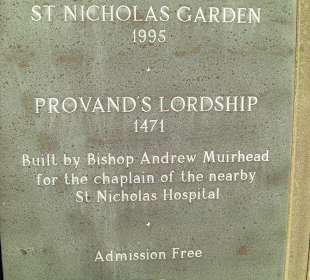 ST NICHOLAS GARDEN
1995
PROVAND'S LORDSHIP
1471
Built by Bishop Andrew Muirhead
for the chaplain of the nearby
St Nicholas Hospital
Admission Free